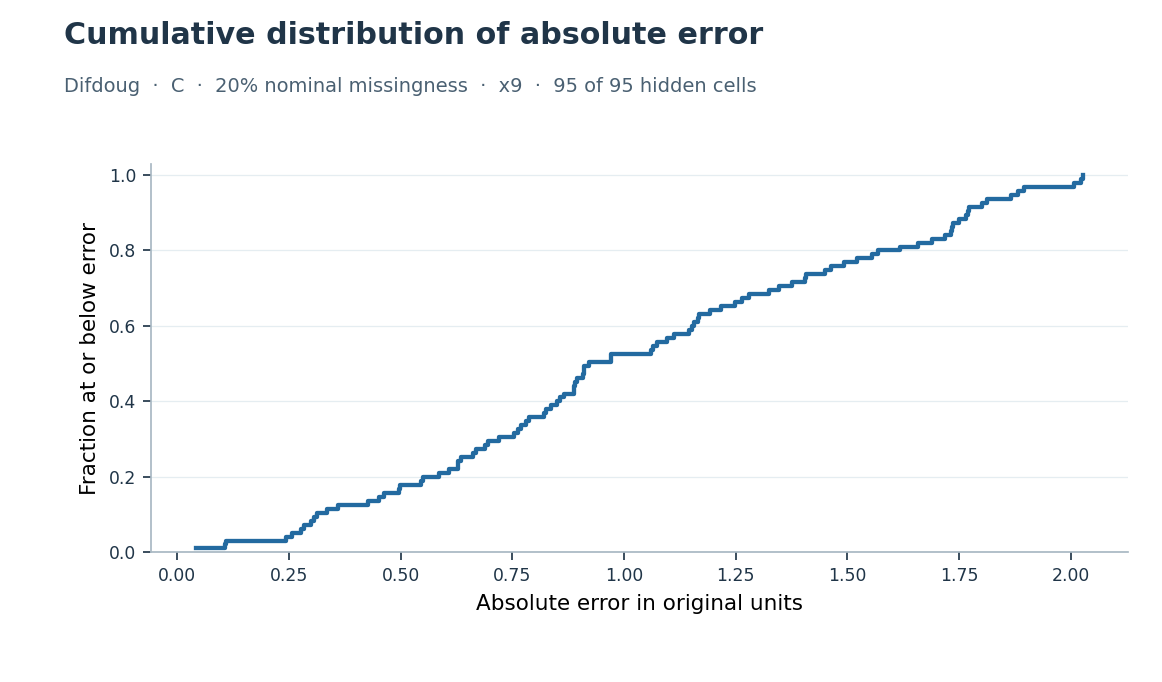 Cumulative distribution of absolute error
Difdoug · C · 20% nominal missingness · x9 · 95 of 95 hidden cells
Fraction at or below error
1.0
0.8
0.6
0.4
0.2
0.0
0.00 0.25 0.50 0.75 1.00 1.25 1.50 1.75 2.00
Absolute error in original units